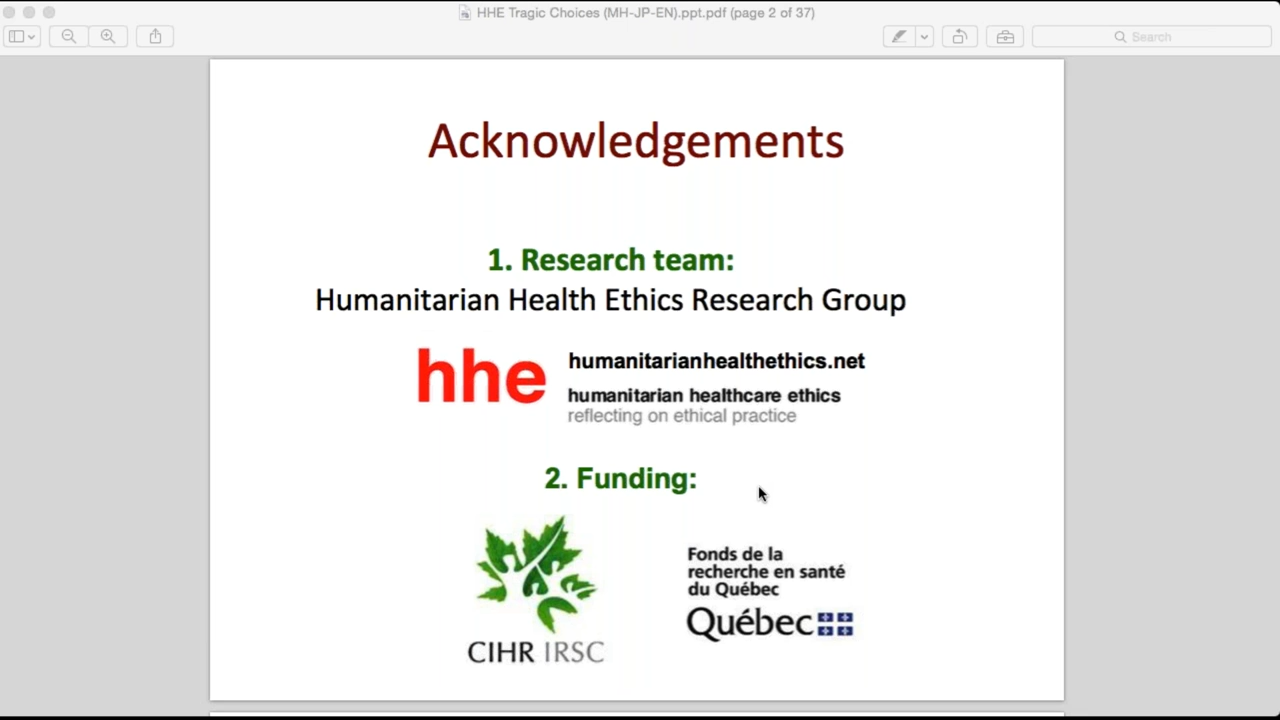 HHE Tragic Choices (MH-JP-EN).ppt.pdf (page 2 of 37)
Search
Acknowledgements
1. Research team:
Humanitarian Health Ethics Research Group
hhe
humanitarianhealthethics.net
humanitarian healthcare ethics
reflecting on ethical practice
2. Funding:
CIHR IRSC
Fonds de la
recherche en santé
du Québec
Québec